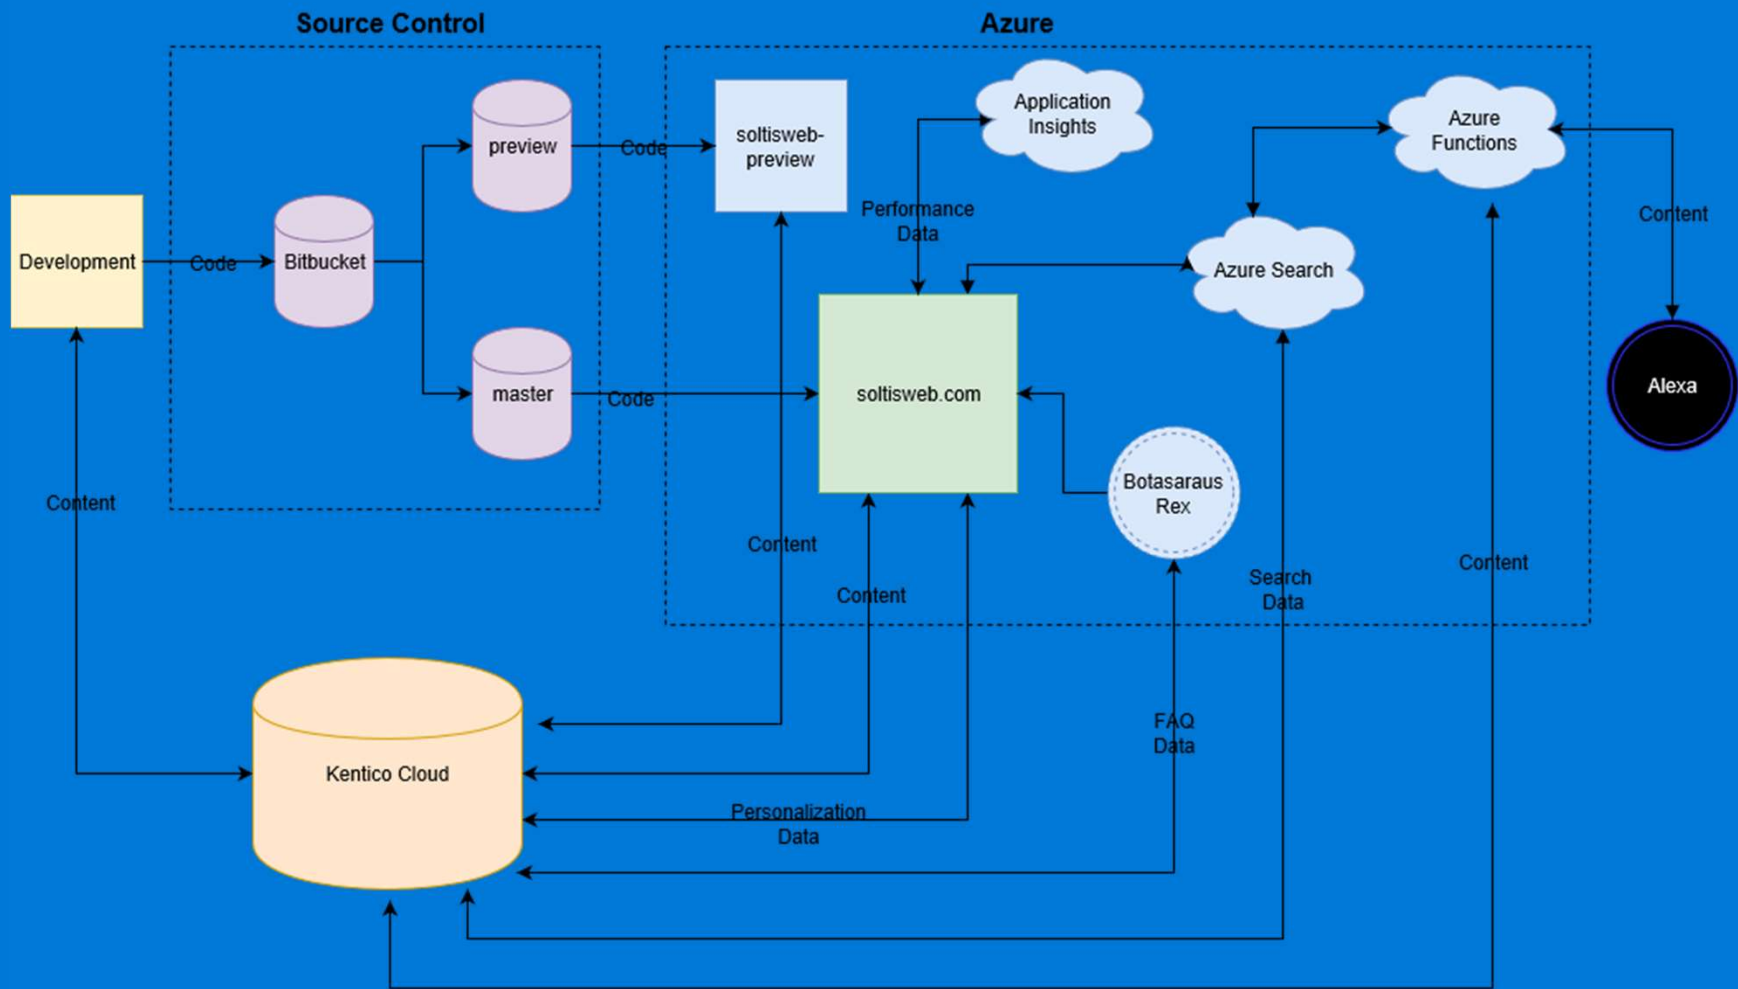 Source Control
Azure
Application
Insights
Azure
Functions
soltisweb-
preview
preview
Code
Performance
Data
Content
Development
Code
Bitbucket
Azure Search
master
Code
soltisweb.com
Alexa
Botasaraus
Rex
Content
Content
Content
Search
Data
Content
FAQ
Data
Kentico Cloud
Personalization
Data